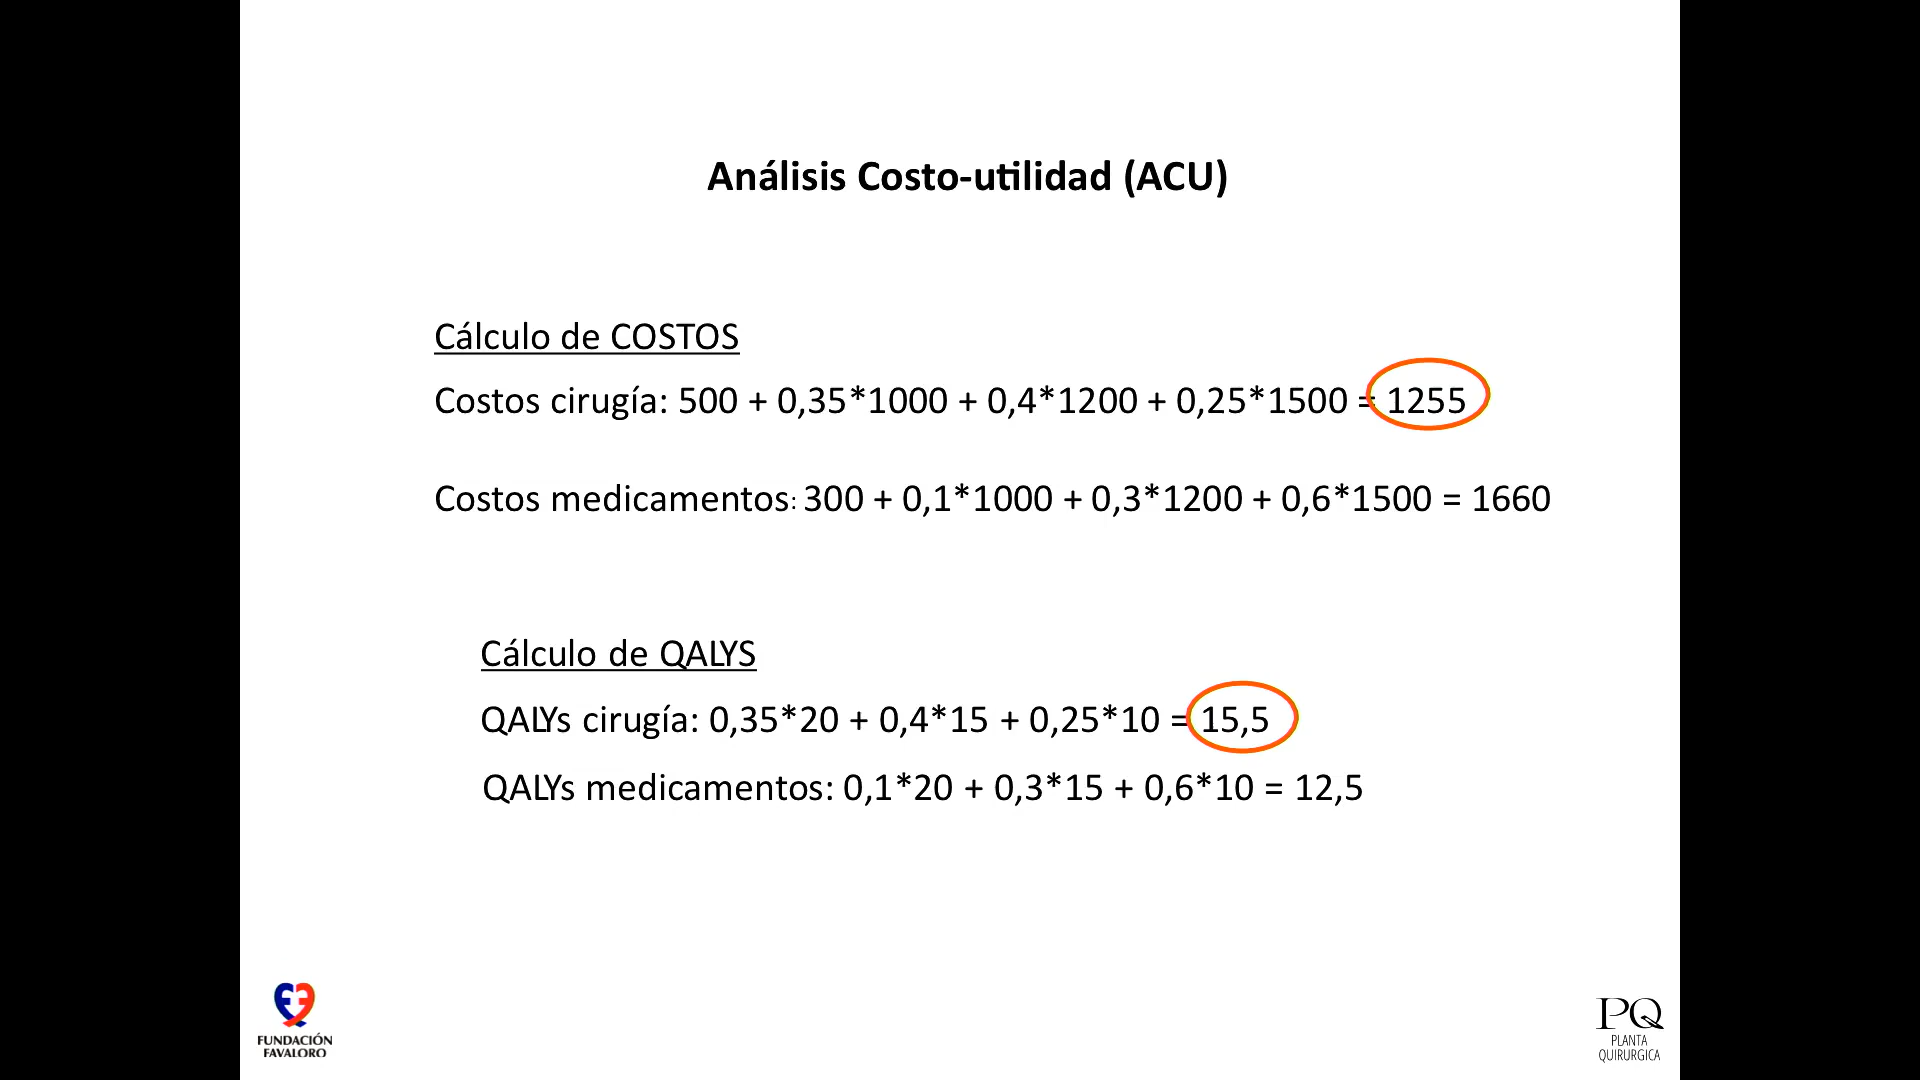 Análisis Costo-utilidad (ACU)
Cálculo de COSTOS
Costos cirugía: 500 + 0,35*1000 + 0,4*1200 + 0,25*1500 = 1255
Costos medicamentos: 300 + 0,1*1000 + 0,3*1200 + 0,6*1500 = 1660
Cálculo de QALYS
QALYs cirugía: 0,35*20 + 0,4*15 + 0,25*10 = 15,5
QALYs medicamentos: 0,1*20 + 0,3*15 + 0,6*10 = 12,5
FUNDACIÓN
FAVALORO
PQ
PLANTA
QUIRURGICA